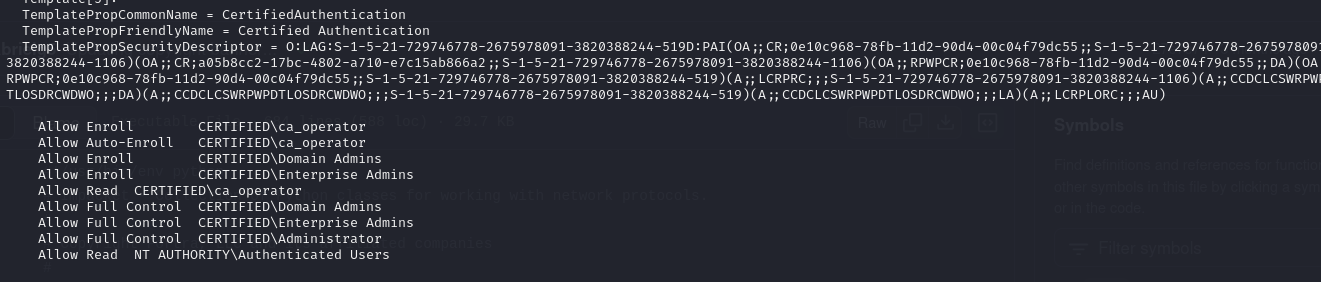 TemplatePropCommonName = CertifiedAuthentication
TemplatePropFriendlyName = Certified Authentication
TemplatePropSecurityDescriptor = O:LAG:S-1-5-21-729746778-2675978091-3820388244-519D:PAI(OA;;CR;0e10c968-78fb-11d2-90d4-00c04f79dc55;;S-1-5-21-729746778-2675978091-
3820388244-1106)(OA;;CR;a05b8cc2-17bc-4802-a710-e7c15ab866a2;;S-1-5-21-729746778-2675978091-3820388244-1106)(OA;;RPWPCR;0e10c968-78fb-11d2-90d4-00c04f79dc55;;DA)(OA
RPWPCR;0e10c968-78fb-11d2-90d4-00c04f79dc55;;S-1-5-21-729746778-2675978091-3820388244-519)(A;;LCRPRC;;;S-1-5-21-729746778-2675978091-3820388244-1106)(A;;CCDCLCSWRPW
TLOSDRCWDWO;;;DA)(A;;CCDCLCSWRPWPDTLOSDRCWDWO;;;S-1-5-21-729746778-2675978091-3820388244-519)(A;;CCDCLCSWRPWPDTLOSDRCWDWO;;;LA)(A;;LCRPLORC;;;AU)
Allow Enroll CERTIFIED\ca_operator
Allow Auto-Enroll CERTIFIED\ca_operator
Allow Enroll CERTIFIED\Domain Admins
Allow Enroll CERTIFIED\Enterprise Admins
Allow Read CERTIFIED\ca_operator
Allow Full Control CERTIFIED\Domain Admins
Allow Full Control CERTIFIED\Enterprise Admins
Allow Full Control CERTIFIED\Administrator
Allow Read NT AUTHORITY\Authenticated Users
Raw
Symbols
Find definitions and references for
other symbols in this file by clicking a
or in the code.
Filter symbols
for working with network protocols.
companies